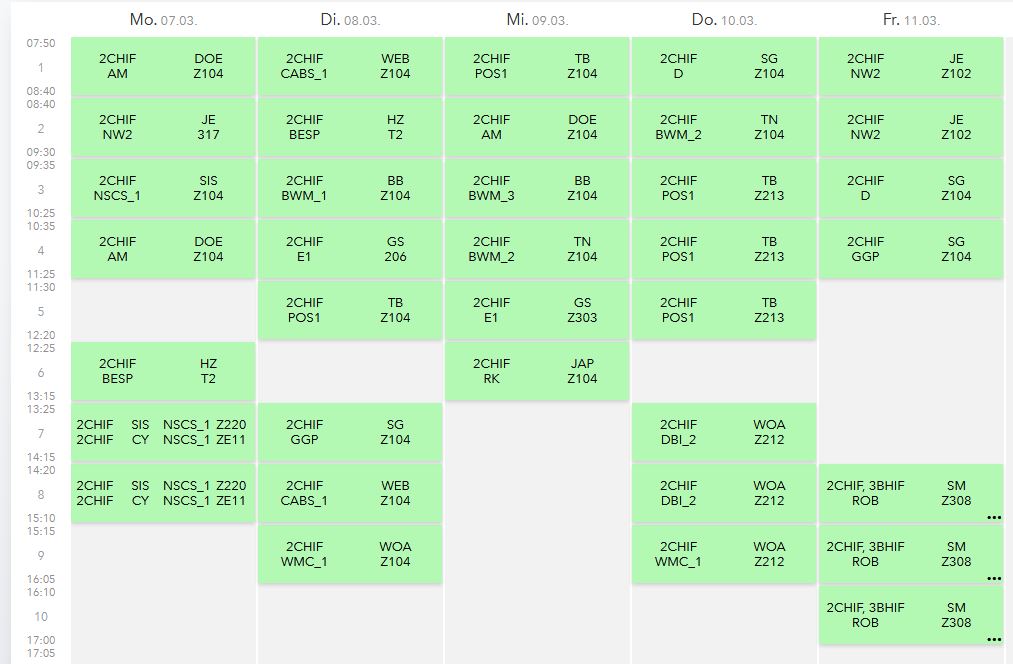 Mo. 07.03. Di. 08.03. Mi. 09.03. Do. 10.03. Fr. 11.03.
07:50
2CHIF DOE 2CHIF WEB 2CHIF TB 2CHIF SG 2CHIF JE
1
AM Z104 CABS_1 Z104 POS1 Z104 D Z104 NW2 Z102
08:40
08:40
2CHIF JE 2CHIF HZ 2CHIF DOE 2CHIF TN 2CHIF JE
2
NW2 317 BESP T2 AM Z104 BWM_2 Z104 NW2 Z102
09:30
09:35
2CHIF SIS 2CHIF BB 2CHIF BB 2CHIF TB 2CHIF SG
3
NSCS_1 Z104 BWM_1 Z104 BWM_3 Z104 POS1 Z213 D Z104
10:25
10:35
2CHIF DOE 2CHIF GS 2CHIF TN 2CHIF TB 2CHIF SG
4
AM Z104 E1 206 BWM_2 Z104 POS1 Z213 GGP Z104
11:25
11:30
2CHIF TB 2CHIF GS 2CHIF TB
5
POS1 Z104 E1 Z303 POS1 Z213
12:20
12:25
2CHIF HZ 2CHIF JAP
6
BESP T2 RK Z104
13:15
13:25
2CHIF SIS NSCS_1 Z220 2CHIF SG 2CHIF WOA
7
2CHIF CY NSCS_1 ZE11 GGP Z104 DBI_2 Z212
14:15
14:20
2CHIF SIS NSCS_1 Z220 2CHIF WEB 2CHIF WOA 2CHIF, 3BHIF SM
8
2CHIF CY NSCS_1 ZE11 CABS_1 Z104 DBI_2 Z212 ROB Z308
15:10 ...
15:15
2CHIF WOA 2CHIF WOA 2CHIF, 3BHIF SM
9
WMC_1 Z104 WMC_1 Z212 ROB Z308
16:05 ...
16:10
2CHIF, 3BHIF SM
10
ROB Z308
17:00 ...
17:05